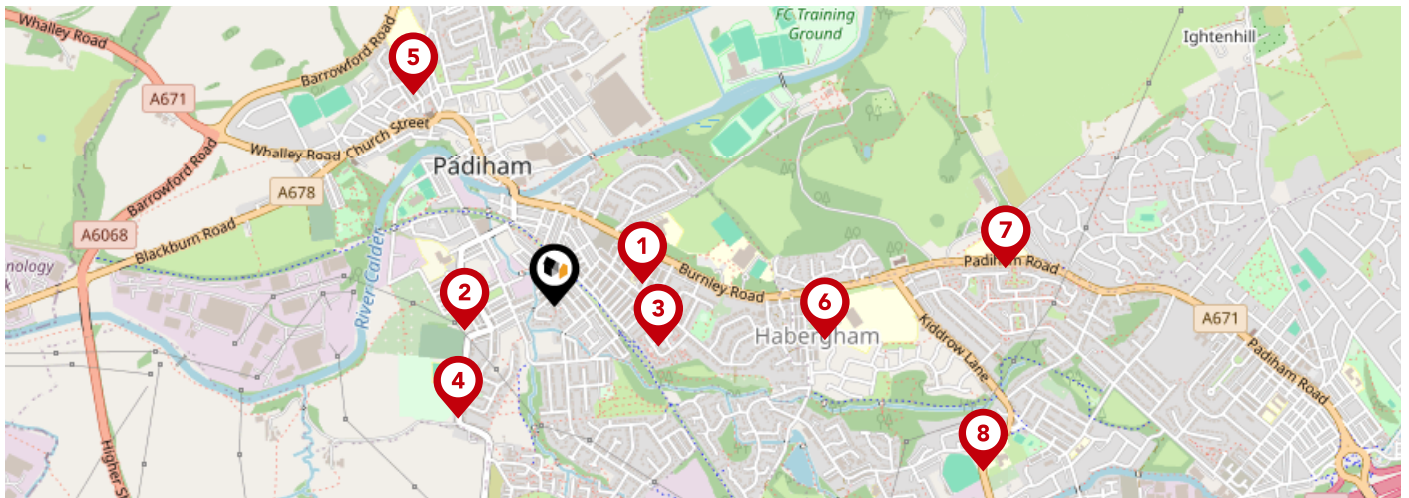 FC Training
Ground
Whalley Road
Barrowford Road
Ightenhill
5
A671
Church Street
Whalley Road
Padiham
A678
Barrowford Road
A6068
Blackburn Road
River Calder
1
7
Padiham Road
Burnley Road
2
3
6
Habergham
Kiddrow Lane
A671
Padiham Road
4
8